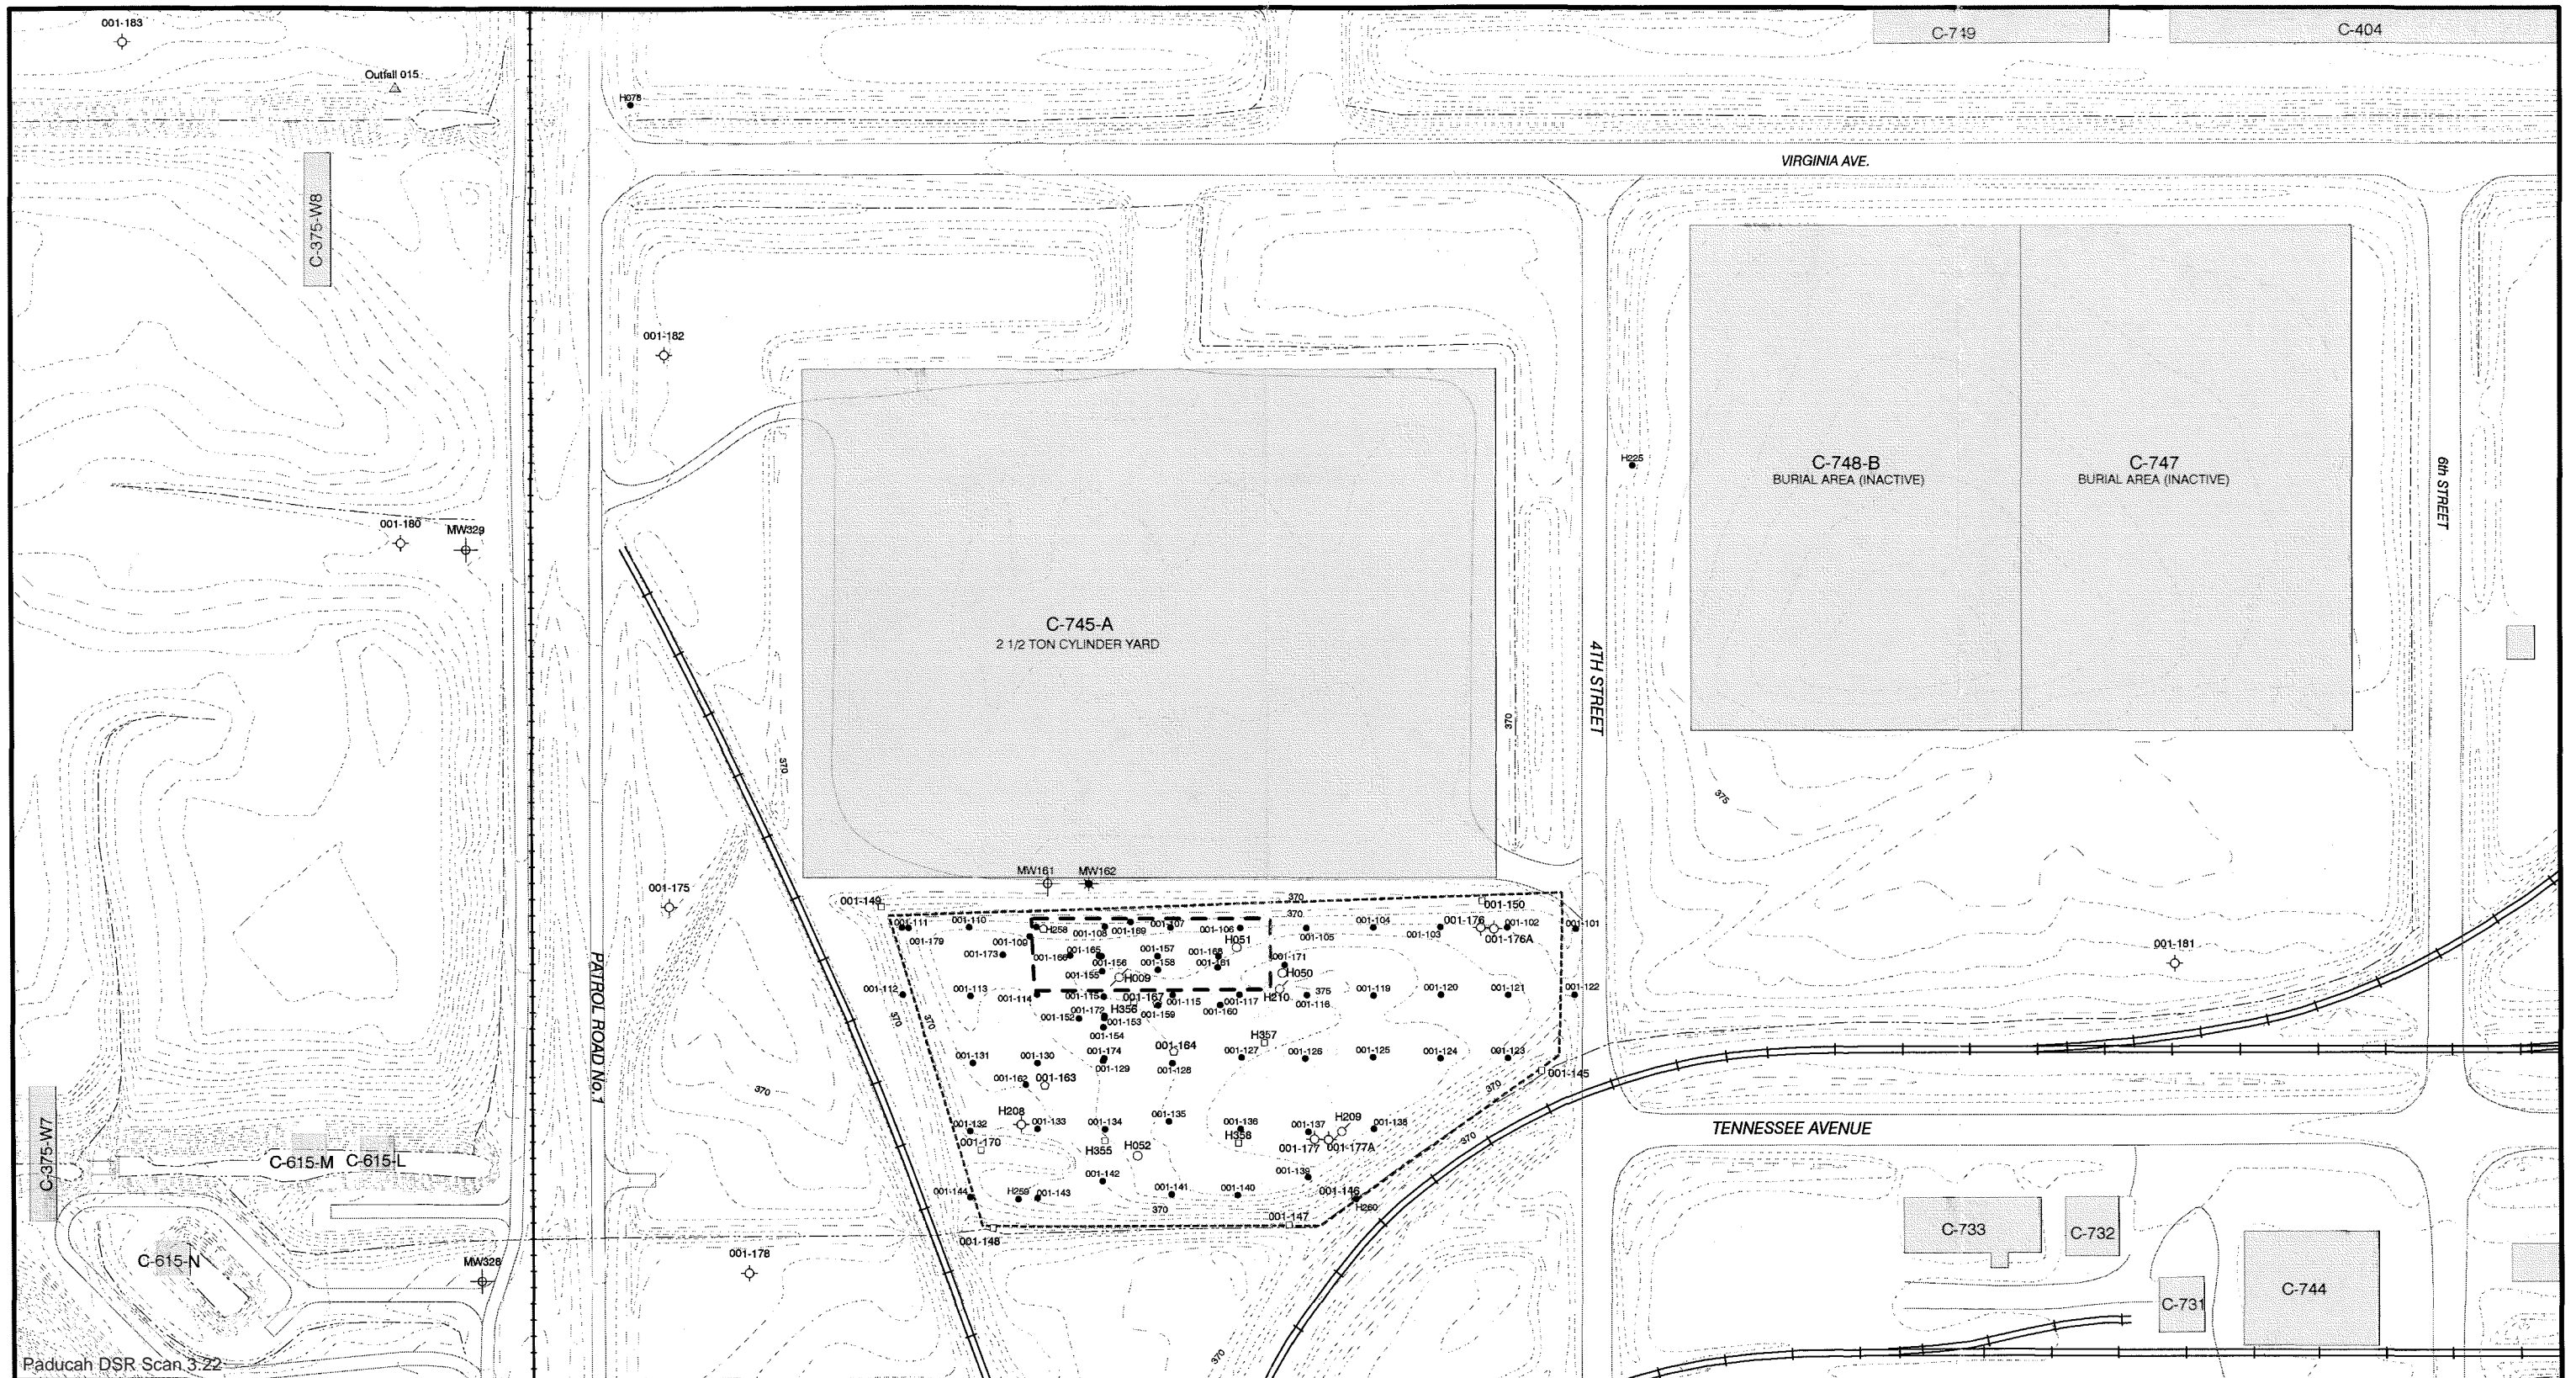 001-183
Outfall 015
H078
C-749
C-404
VIRGINIA AVE.
C-375-W8
001-182
H225
C-748-B
BURIAL AREA (INACTIVE)
C-747
BURIAL AREA (INACTIVE)
6th STREET
001-180
MW329
C-745-A
2 1/2 TON CYLINDER YARD
4TH STREET
370
370
375
MW161
MW162
001-175
001-149
370
001-150
370
001-111
001-110
H258
001-108
001-169
001-107
001-106
001-104
001-176
001-102
001-101
001-179
001-109
001-105
001-103
001-176A
H051
001-173
001-166
001-165
001-157
001-168
001-156
001-158
001-161
001-171
001-155
H009
H050
001-181
PATROL ROAD No.1
001-112
001-113
001-114
001-115
001-167
001-115
001-117
H210
375
001-116
001-119
001-120
001-121
001-122
001-152
001-172
H356
001-159
001-160
370
370
001-153
001-154
H357
001-131
001-130
001-174
001-164
001-127
001-126
001-125
001-124
001-123
001-129
001-128
001-145
001-162
001-163
370
370
H208
001-132
001-133
001-134
001-135
001-136
001-137
H209
001-138
001-170
H355
H052
H358
001-177
001-177A
370
TENNESSEE AVENUE
C-375-W7
C-615-M
C-615-L
001-142
001-139
001-144
H259
001-143
001-141
001-140
001-146
H260
370
001-147
001-148
C-733
C-732
C-615-N
MW328
001-178
C-731
C-744
370
Paducah DSR Scan 3.22